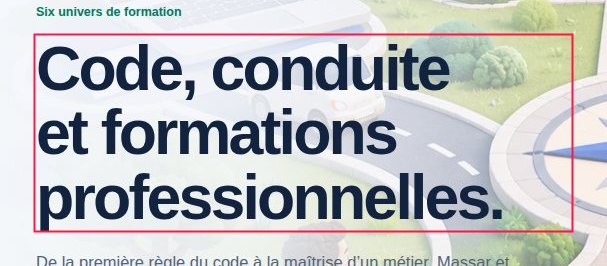 Six univers de formation
Code, conduite
et formations
professionnelles.
De la première règle du code à la maîtrise d’un métier, Massar et